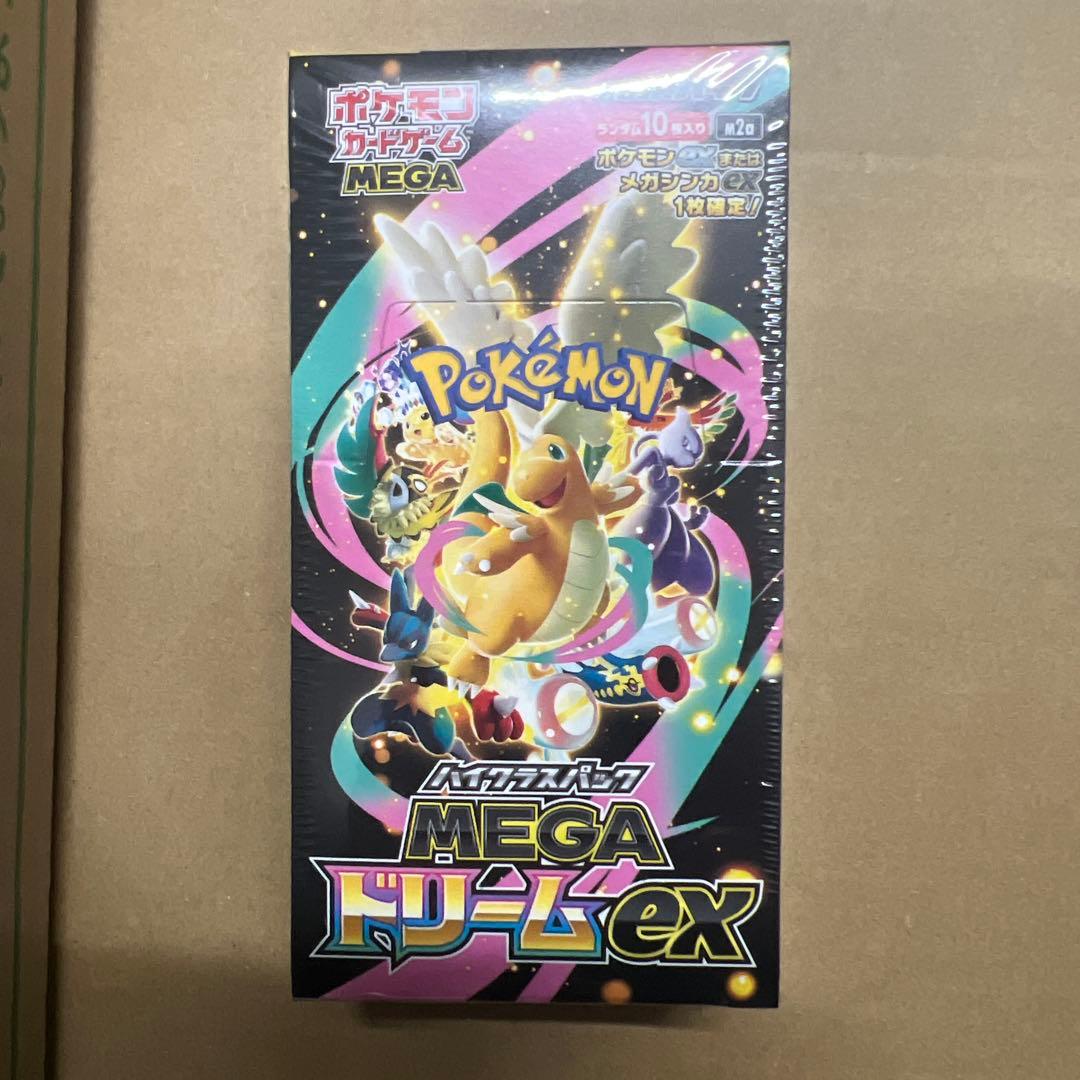 ポケモン
カードゲーム
MEGA
ランダム10枚入り M2a
ポケモンexまたは
メガシンカex
1枚確定!
POKéMON
ハイクラスパック
MEGA
ドリームex